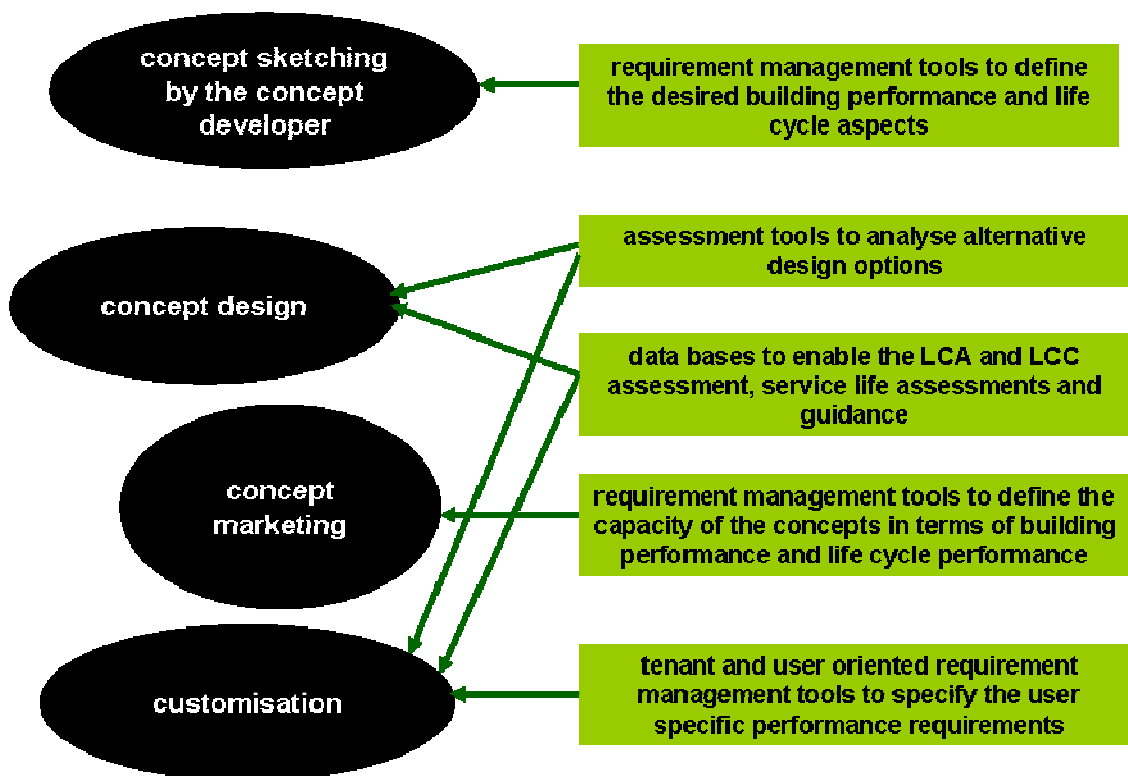 concept sketching
by the concept
developer
requirement management tools to define
the desired building performance and life
cycle aspects
concept design
assessment tools to analyse alternative
design options
data bases to enable the LCA and LCC
assessment, service life assessments and
guidance
concept
marketing
requirement management tools to define the
capacity of the concepts in terms of building
performance and life cycle performance
customisation
tenant and user oriented requirement
management tools to specify the user
specific performance requirements